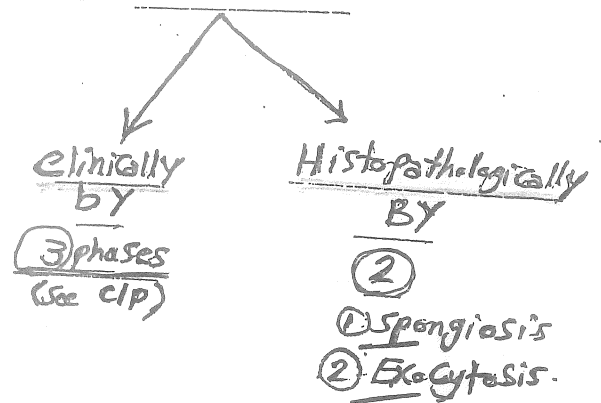 Clinically
by
3 phases
(see c/p)
Histopathologically
BY
2
① Spongiosis
② Exocytosis.